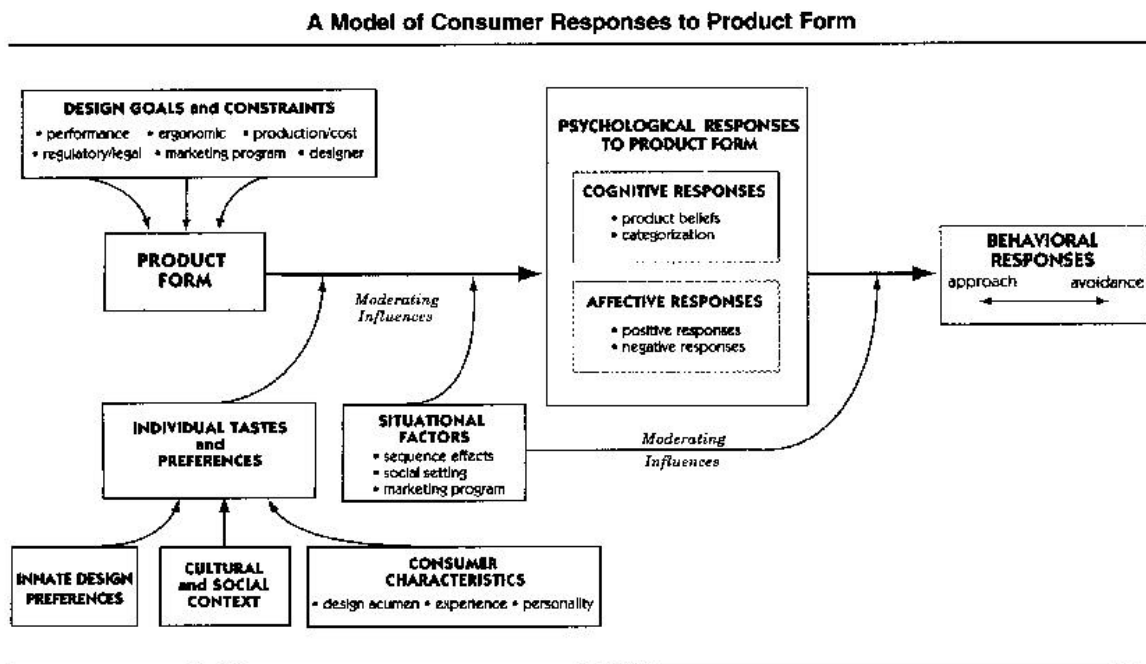 A Model of Consumer Responses to Product Form
DESIGN GOALS and CONSTRAINTS
• performance • ergonomic • production/cost
• regulatory/legal • marketing program • designer
PRODUCT
FORM
Moderating
Influences
PSYCHOLOGICAL RESPONSES
TO PRODUCT FORM
COGNITIVE RESPONSES
• product beliefs
• categorization
AFFECTIVE RESPONSES
• positive responses
• negative responses
BEHAVIORAL
RESPONSES
approach avoidance
INDIVIDUAL TASTES
and
PREFERENCES
SITUATIONAL
FACTORS
• sequence effects
• social setting
• marketing program
Moderating
Influences
INNATE DESIGN
PREFERENCES
CULTURAL
and SOCIAL
CONTEXT
CONSUMER
CHARACTERISTICS
• design acumen • experience • personality